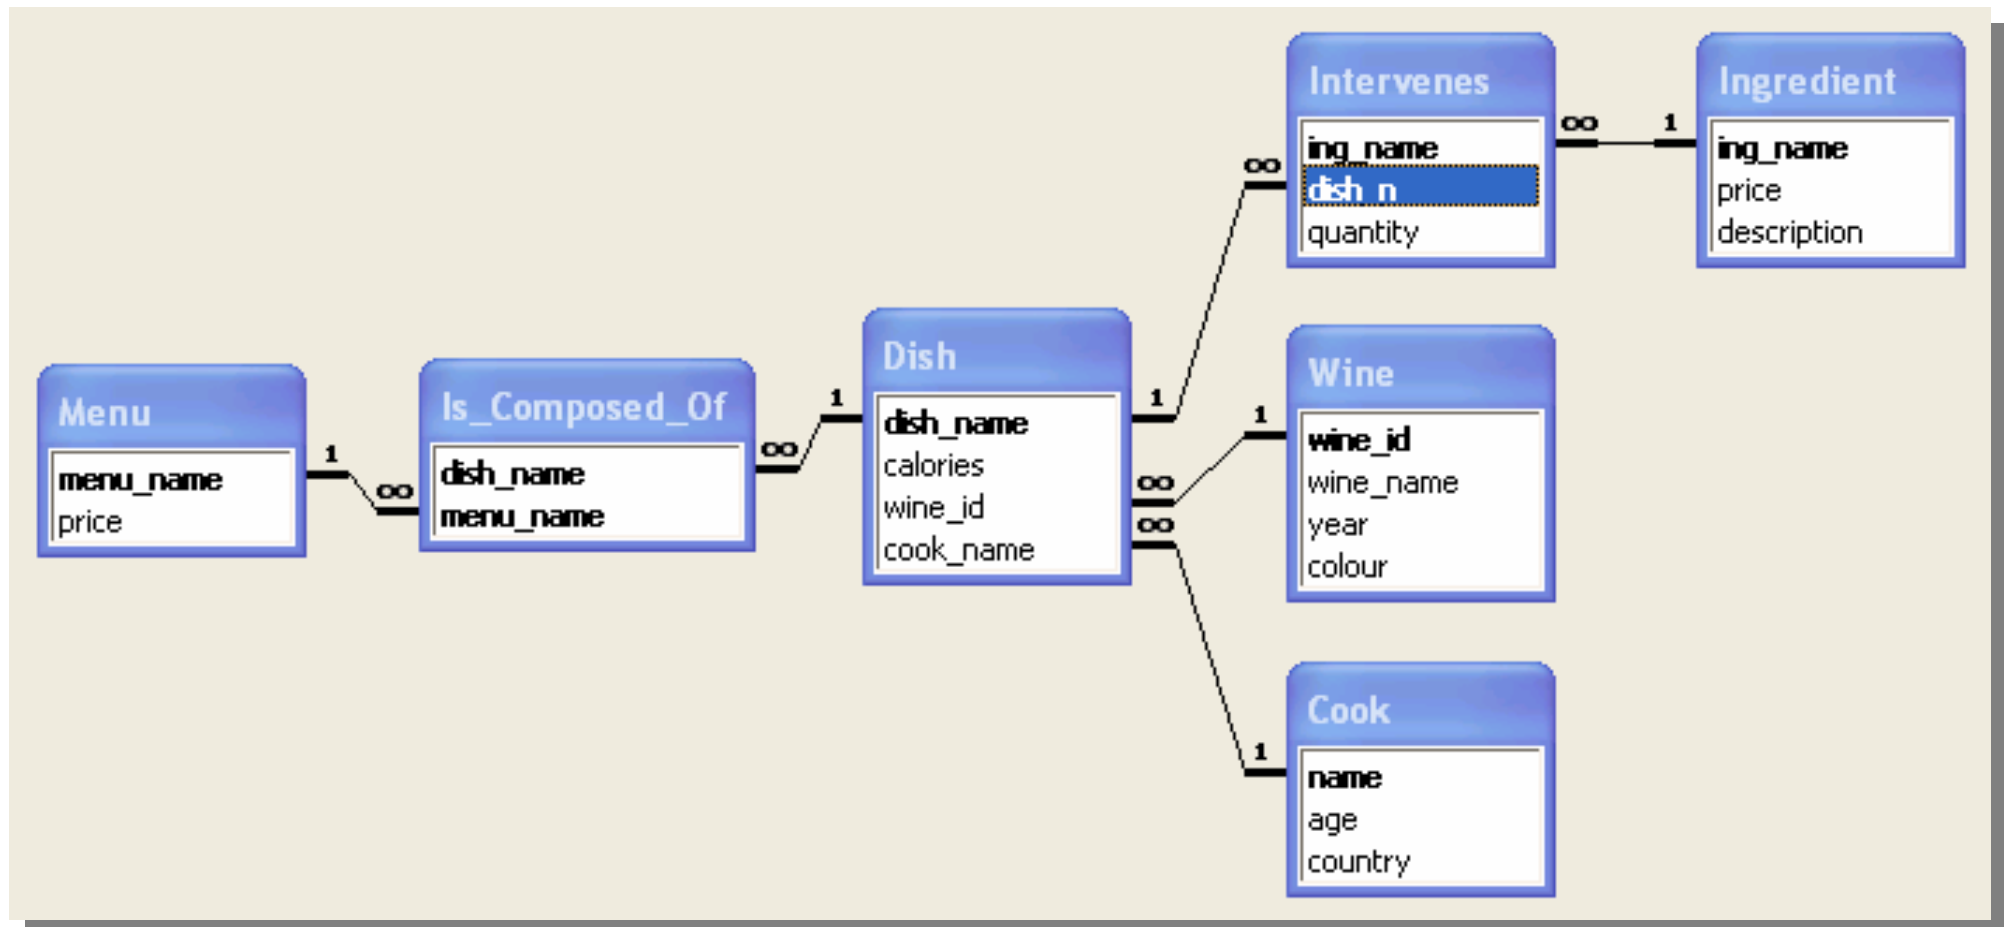 Menu
menu_name
price
1
∞
Is_Composed_Of
dish_name
menu_name
∞
1
Dish
dish_name
calories
wine_id
cook_name
1
∞
∞
∞
Intervenes
ing_name
dish_n
quantity
∞
1
Ingredient
ing_name
price
description
1
Wine
wine_id
wine_name
year
colour
1
Cook
name
age
country